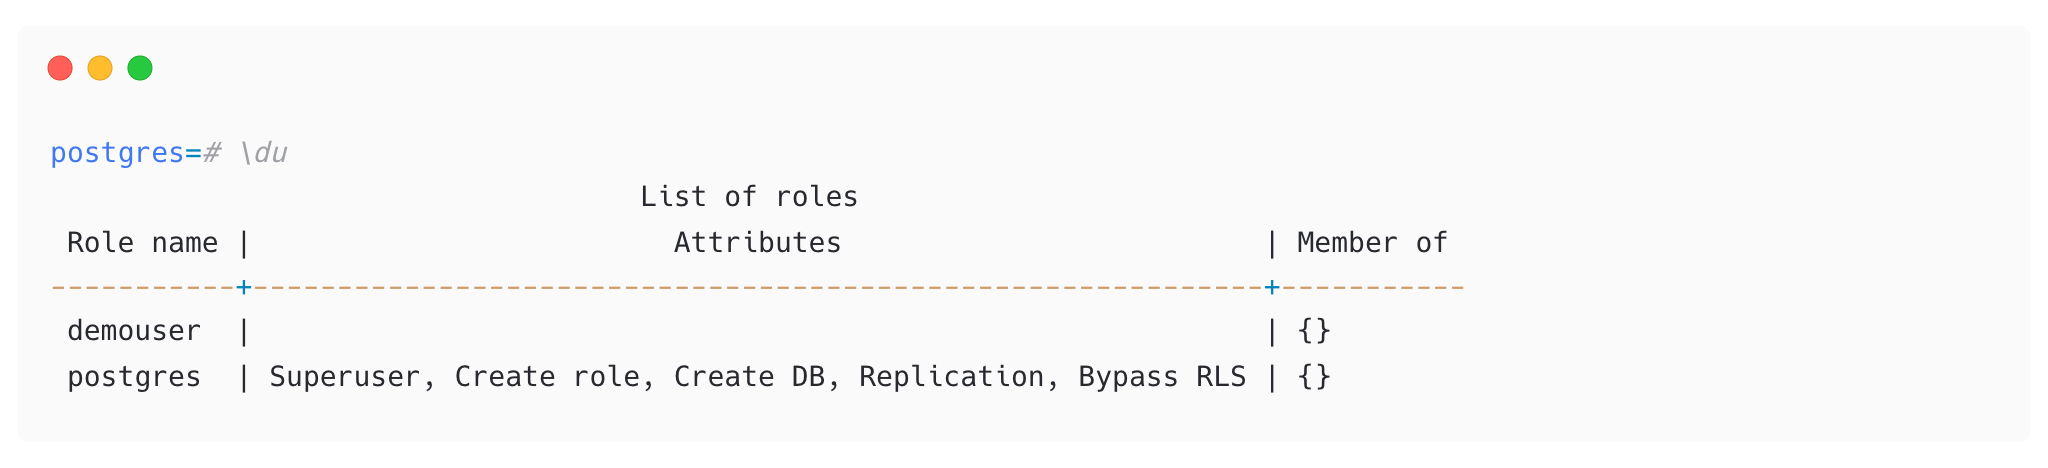 postgres=# \du
                                   List of roles
 Role name |                         Attributes                         | Member of
-----------+------------------------------------------------------------+-----------
 demouser  |                                                            | {}
 postgres  | Superuser, Create role, Create DB, Replication, Bypass RLS | {}